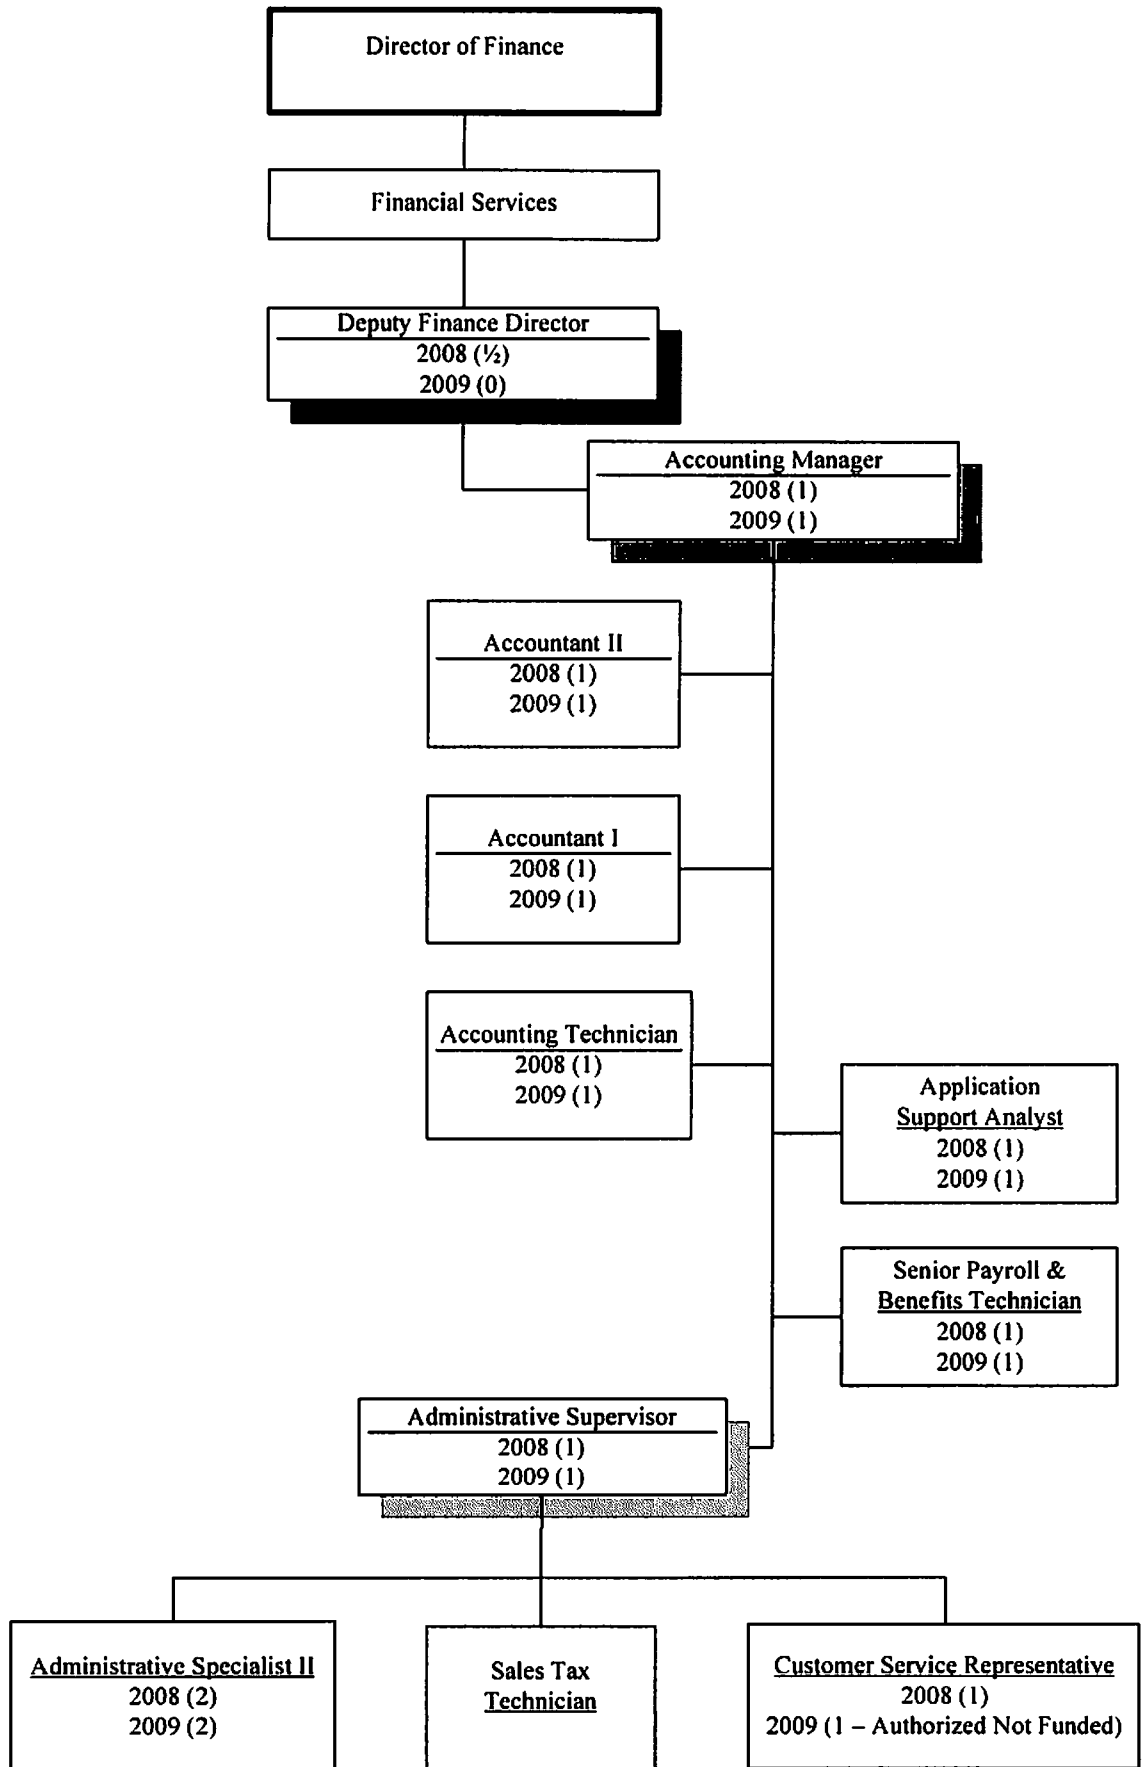 Director of Finance
Financial Services
Deputy Finance Director
2008 (½)
2009 (0)
Accounting Manager
2008 (1)
2009 (1)
Accountant II
2008 (1)
2009 (1)
Accountant I
2008 (1)
2009 (1)
Accounting Technician
2008 (1)
2009 (1)
Application
Support Analyst
2008 (1)
2009 (1)
Senior Payroll &
Benefits Technician
2008 (1)
2009 (1)
Administrative Supervisor
2008 (1)
2009 (1)
Administrative Specialist II
2008 (2)
2009 (2)
Sales Tax
Technician
Customer Service Representative
2008 (1)
2009 (1 – Authorized Not Funded)